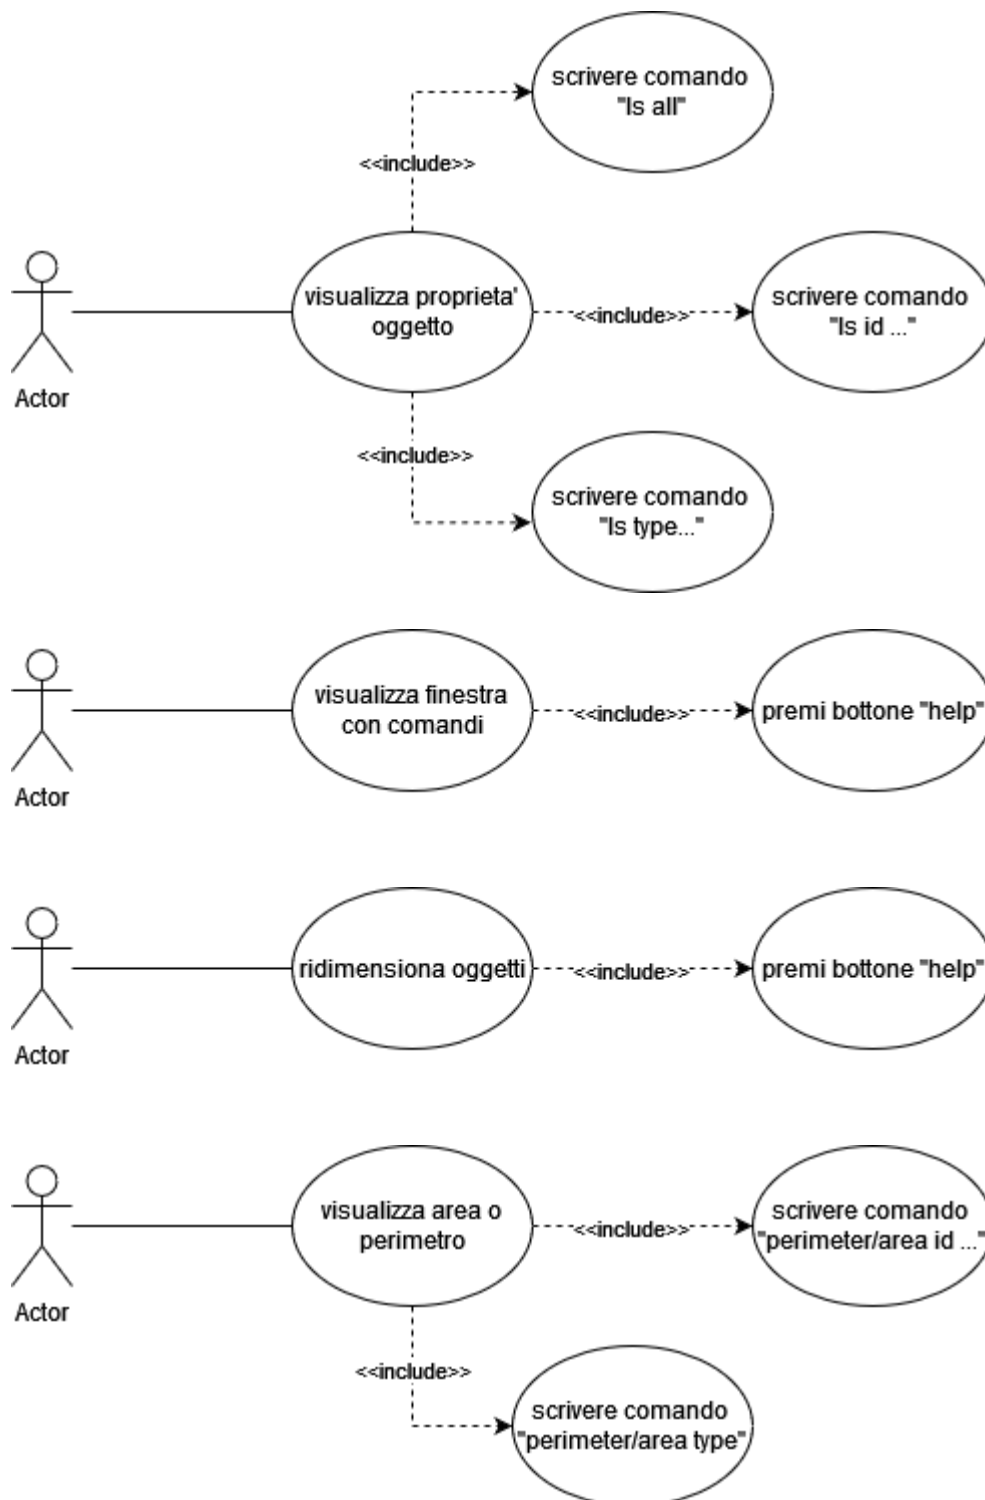 scrivere comando
"ls all"
<<include>>
visualizza proprieta'
oggetto
<<include>>
scrivere comando
"ls id ..."
Actor
<<include>>
scrivere comando
"ls type..."
visualizza finestra
con comandi
<<include>>
premi bottone "help"
Actor
ridimensiona oggetti
<<include>>
premi bottone "help"
Actor
visualizza area o
perimetro
<<include>>
scrivere comando
"perimeter/area id ..."
Actor
<<include>>
scrivere comando
"perimeter/area type"